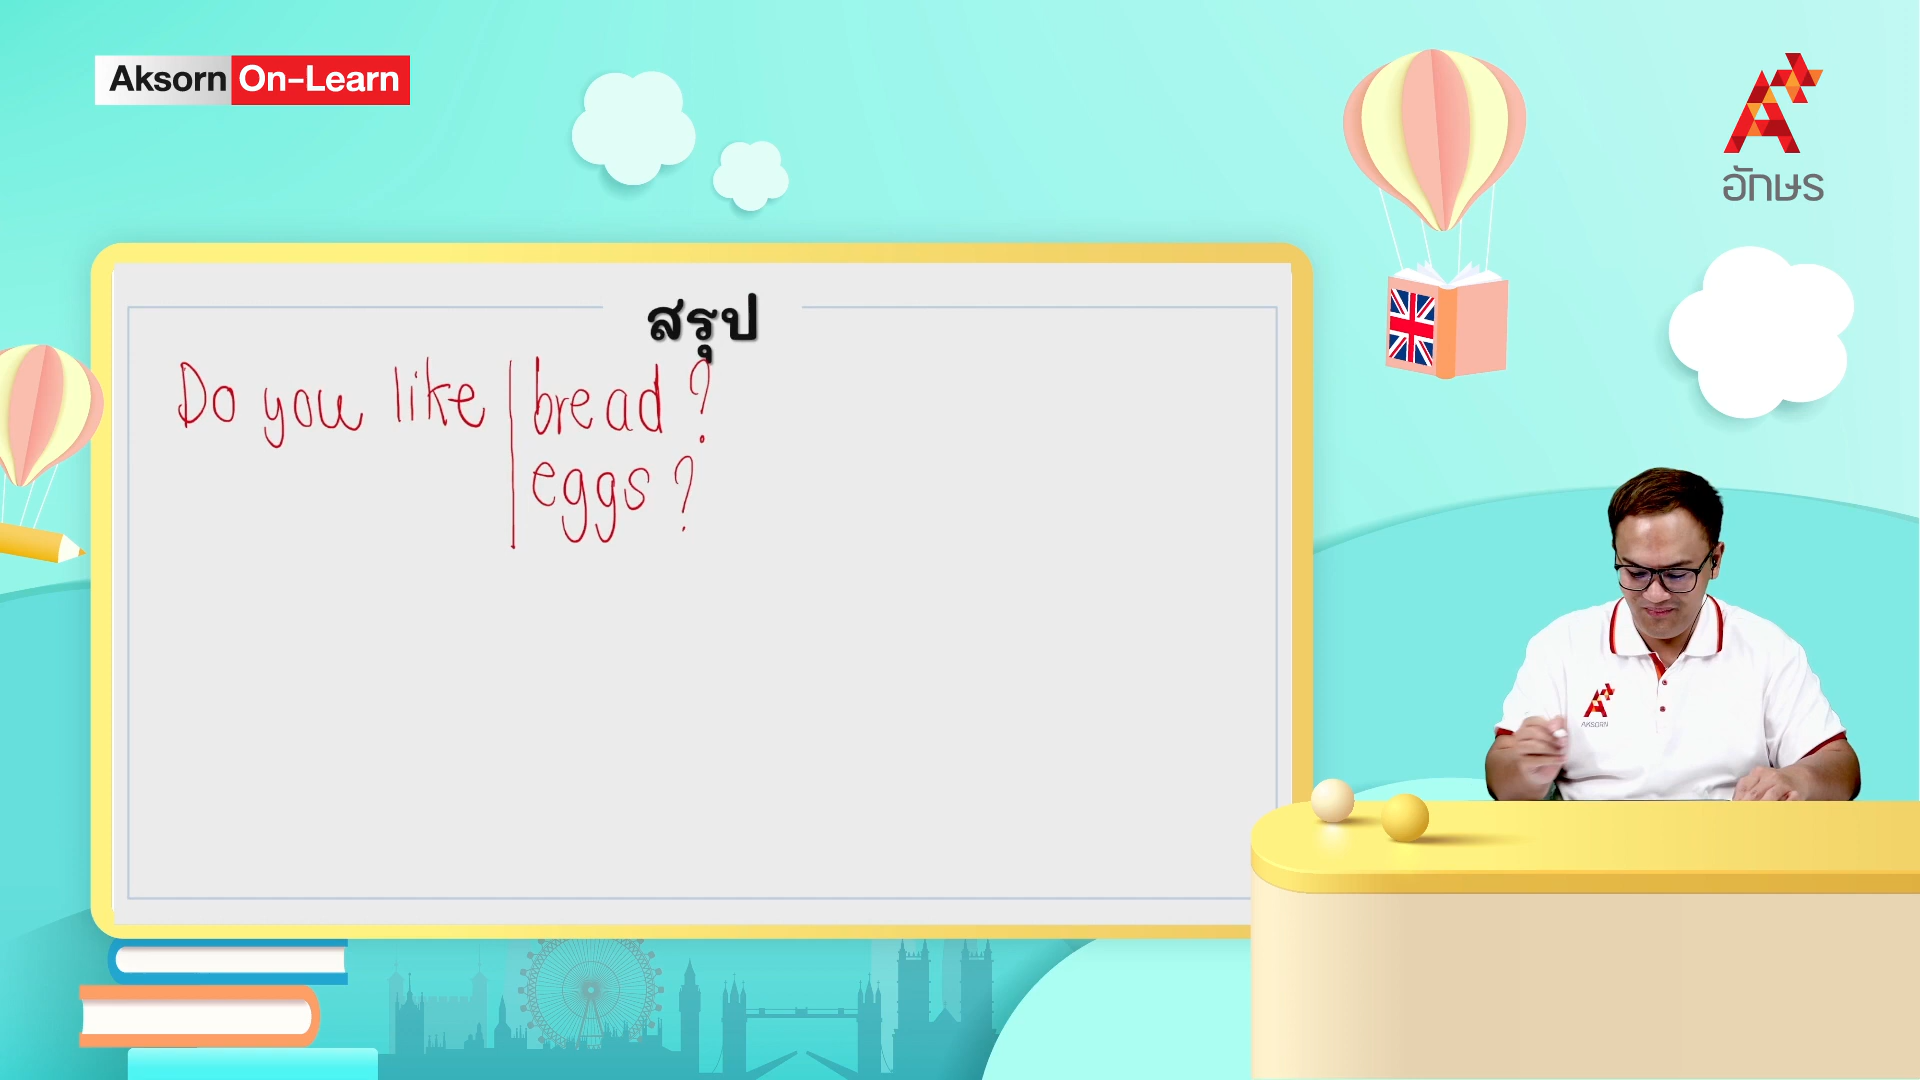 Aksorn On-Learn
อักษร
สรุป
Do you like bread ?
eggs ?
AKSORN